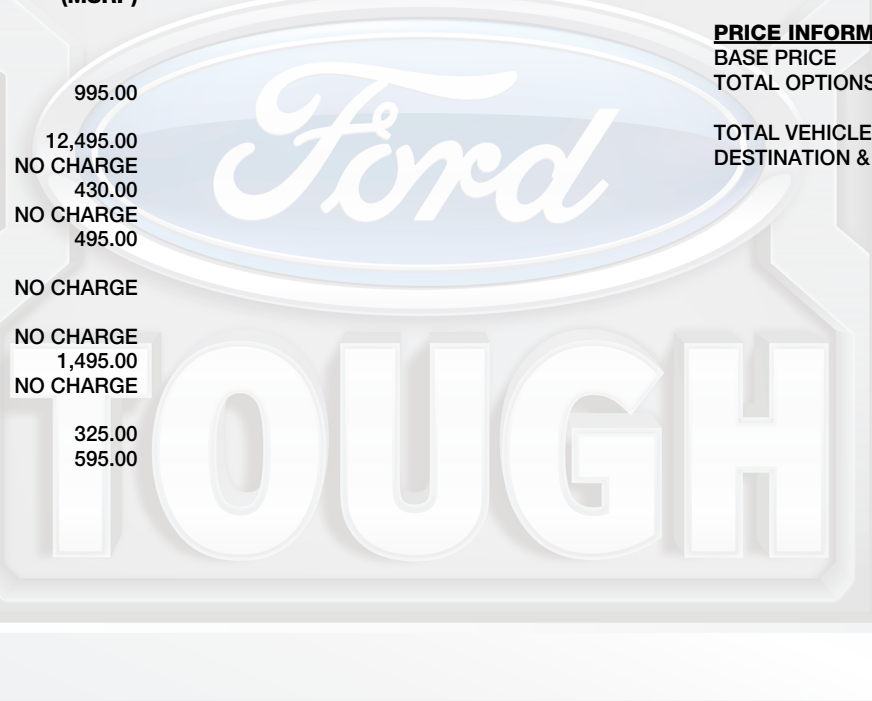 (MSRP)
995.00
12,495.00
NO CHARGE
430.00
NO CHARGE
495.00
NO CHARGE
NO CHARGE
1,495.00
NO CHARGE
325.00
595.00
PRICE INFORM
BASE PRICE
TOTAL OPTIONS
TOTAL VEHICLE
DESTINATION &
Ford
TOUGH